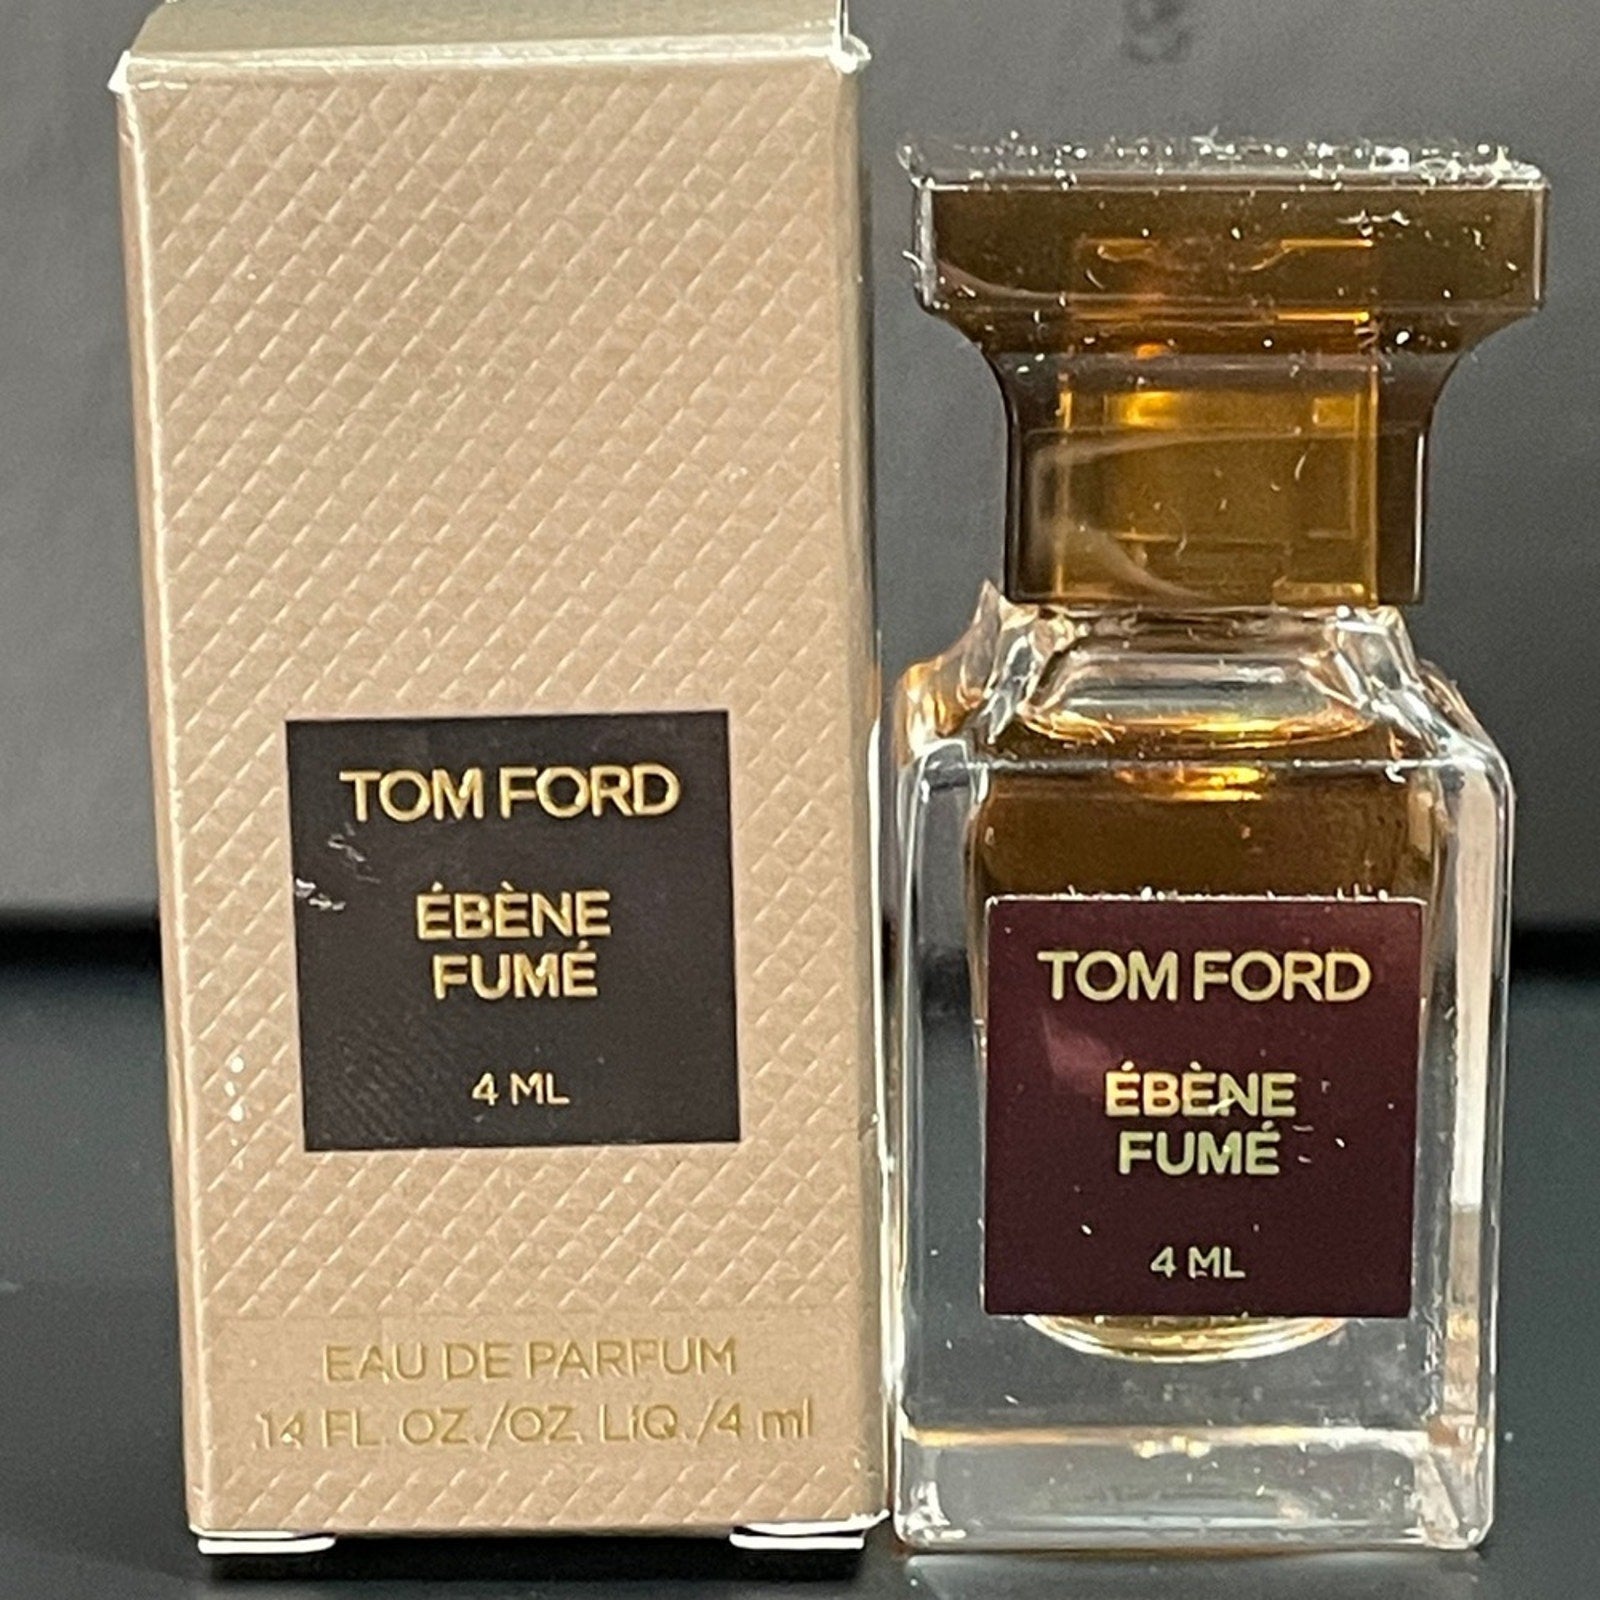 TOM FORD
ÉBÈNE
FUMÉ
4 ML
EAU DE PARFUM
.14 FL. OZ./OZ. LIQ./4 ml
TOM FORD
ÉBÈNE
FUMÉ
4 ML